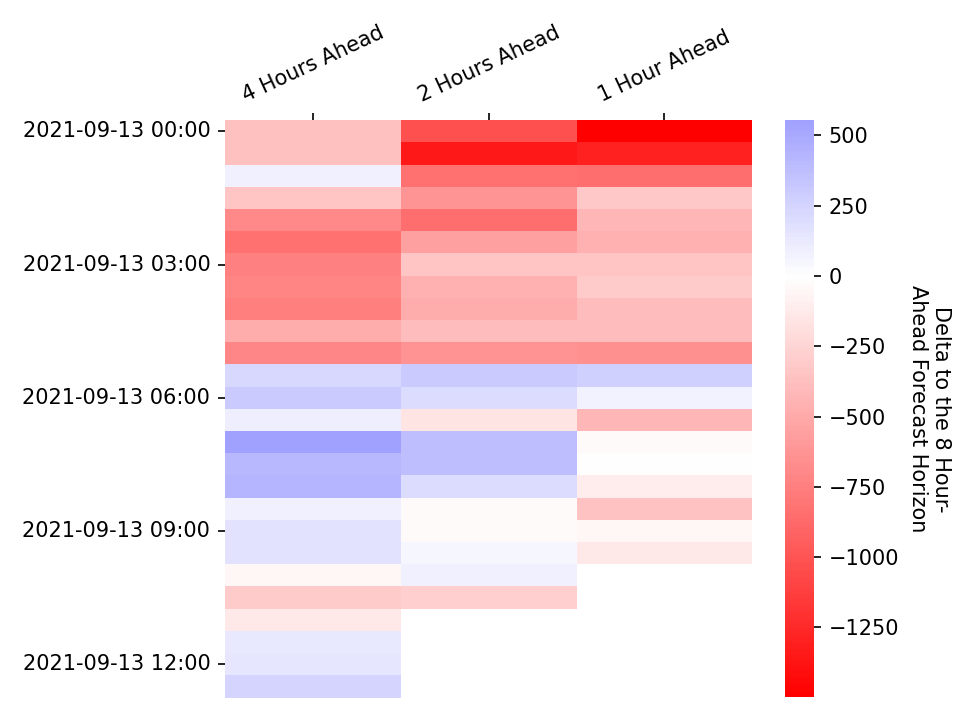 4 Hours Ahead
2 Hours Ahead
1 Hour Ahead
2021-09-13 00:00
2021-09-13 03:00
2021-09-13 06:00
2021-09-13 09:00
2021-09-13 12:00
500
250
0
−250
−500
−750
−1000
−1250
Delta to the 8 Hour-
Ahead Forecast Horizon